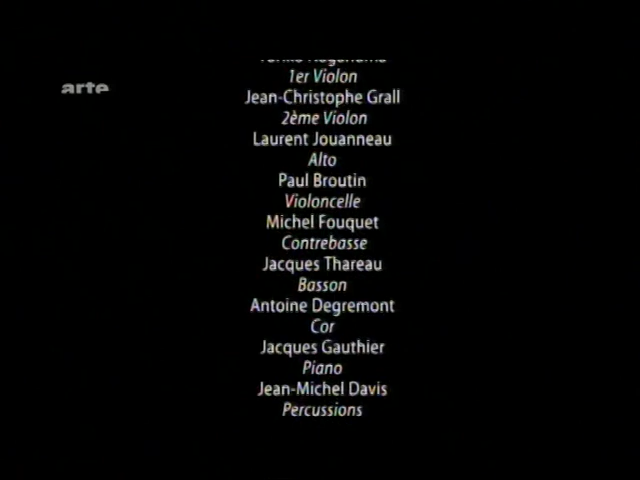 arte
1er Violon
Jean-Christophe Grall
2ème Violon
Laurent Jouanneau
Alto
Paul Broutin
Violoncelle
Michel Fouquet
Contrebasse
Jacques Thareau
Basson
Antoine Degremont
Cor
Jacques Gauthier
Piano
Jean-Michel Davis
Percussions